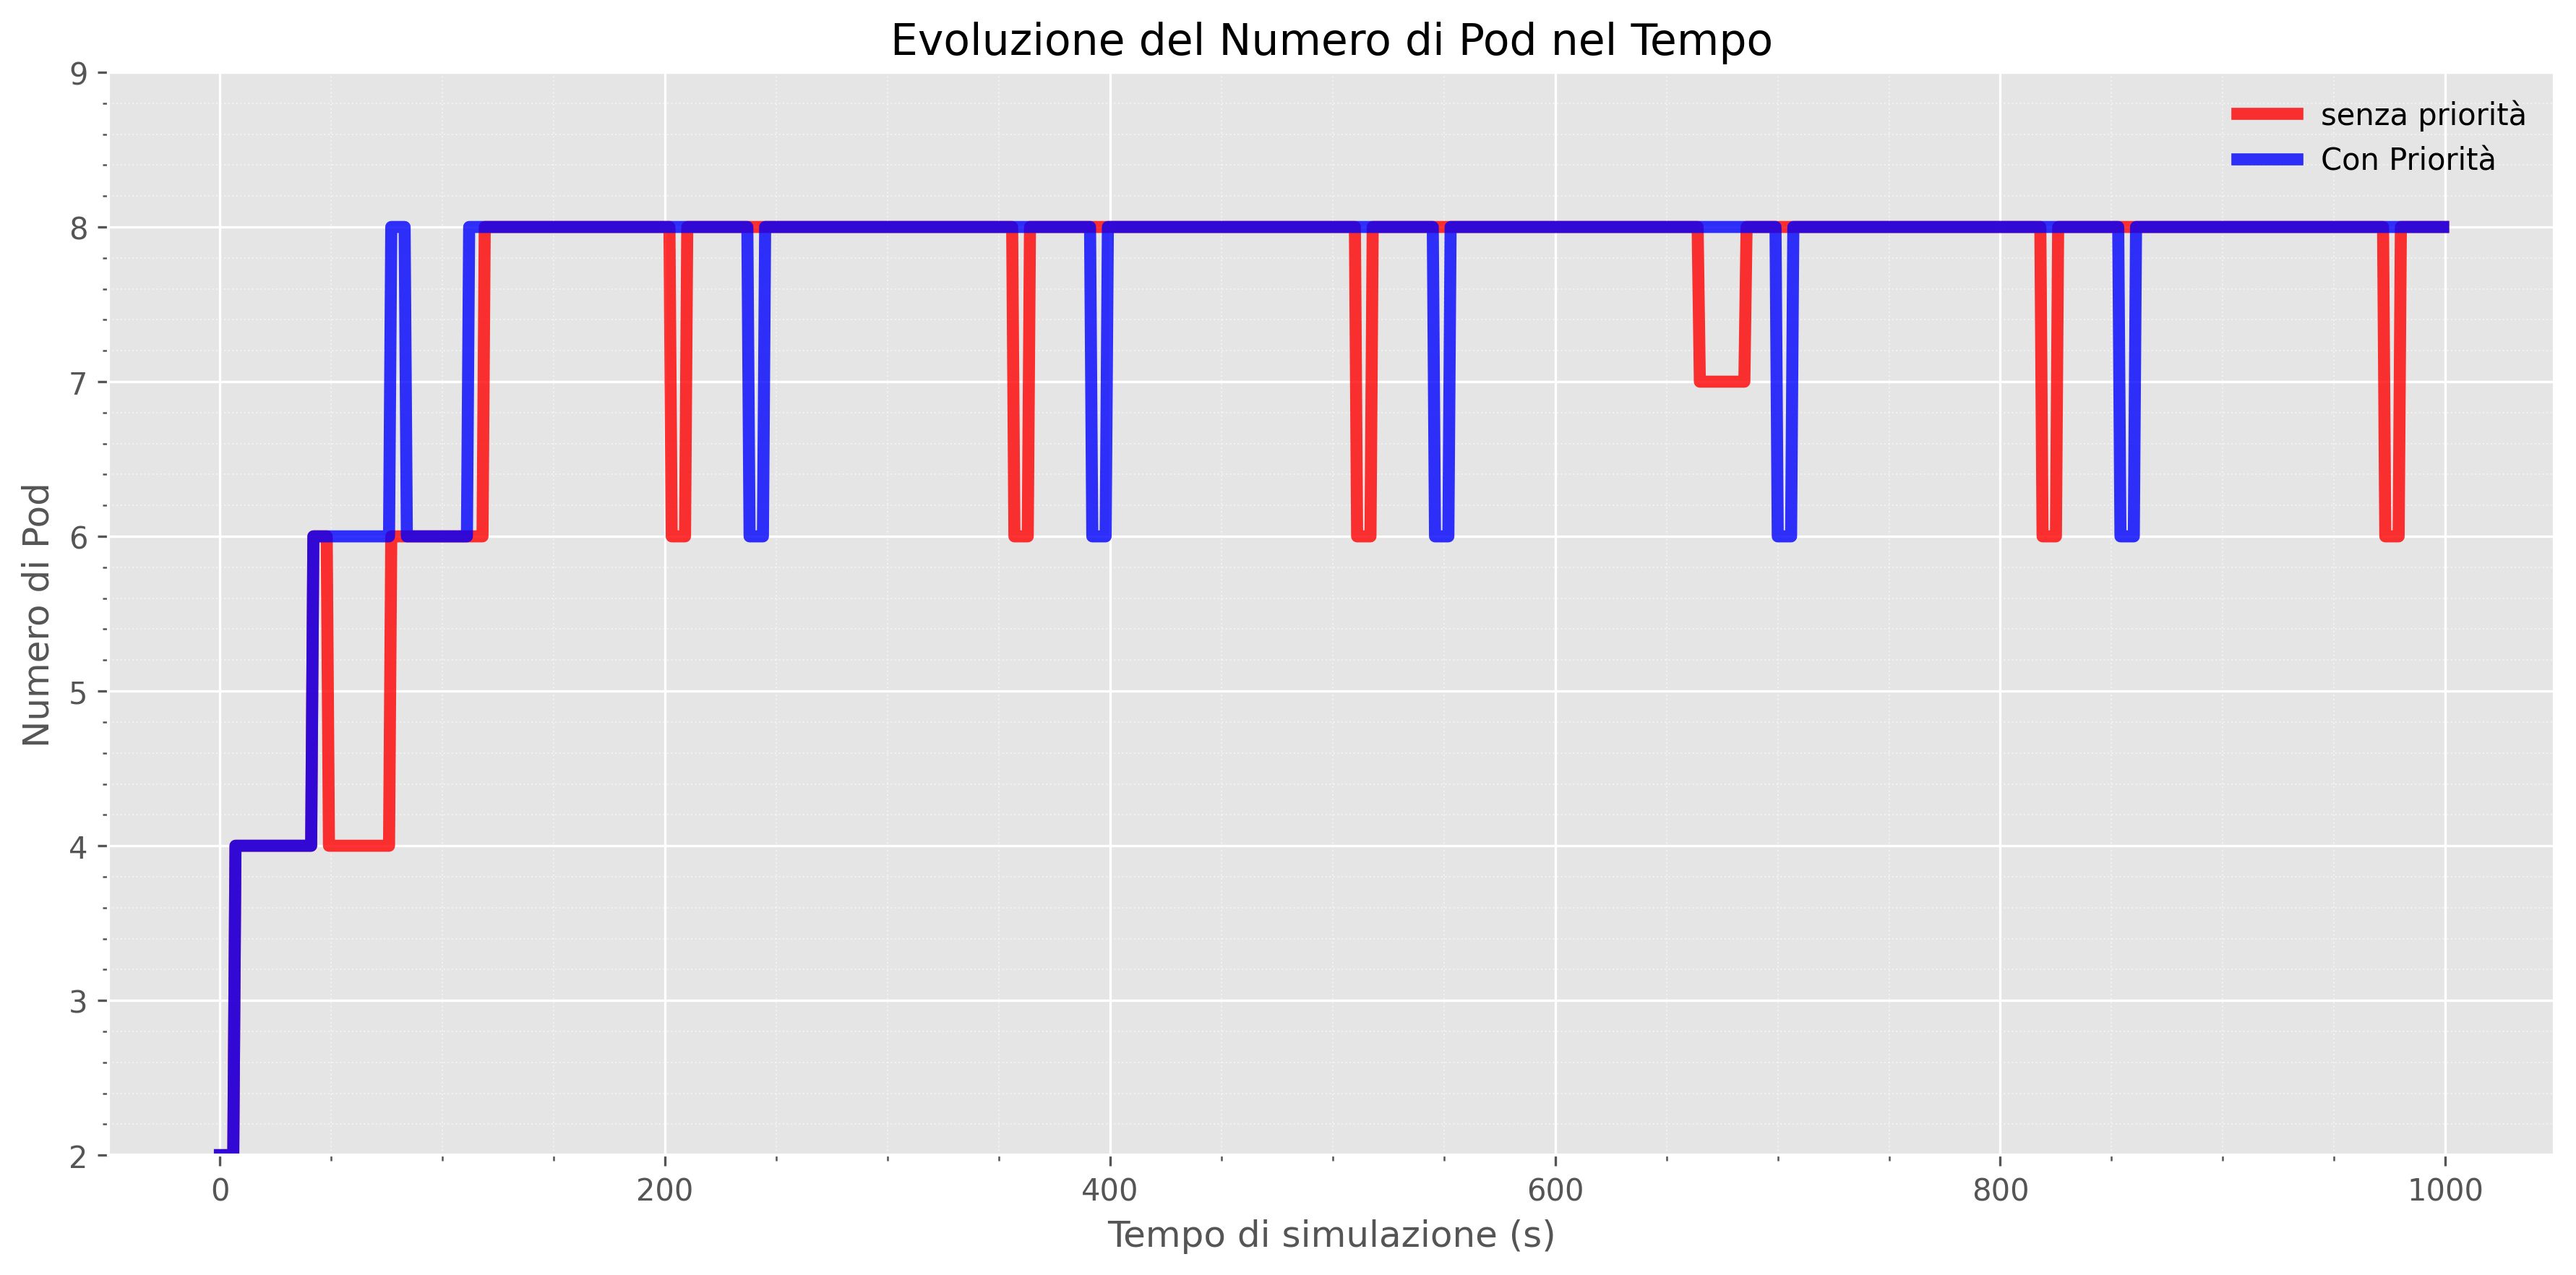 Evoluzione del Numero di Pod nel Tempo
senza priorità
Con Priorità
Numero di Pod
9
8
7
6
5
4
3
2
0 200 400 600 800 1000
Tempo di simulazione (s)